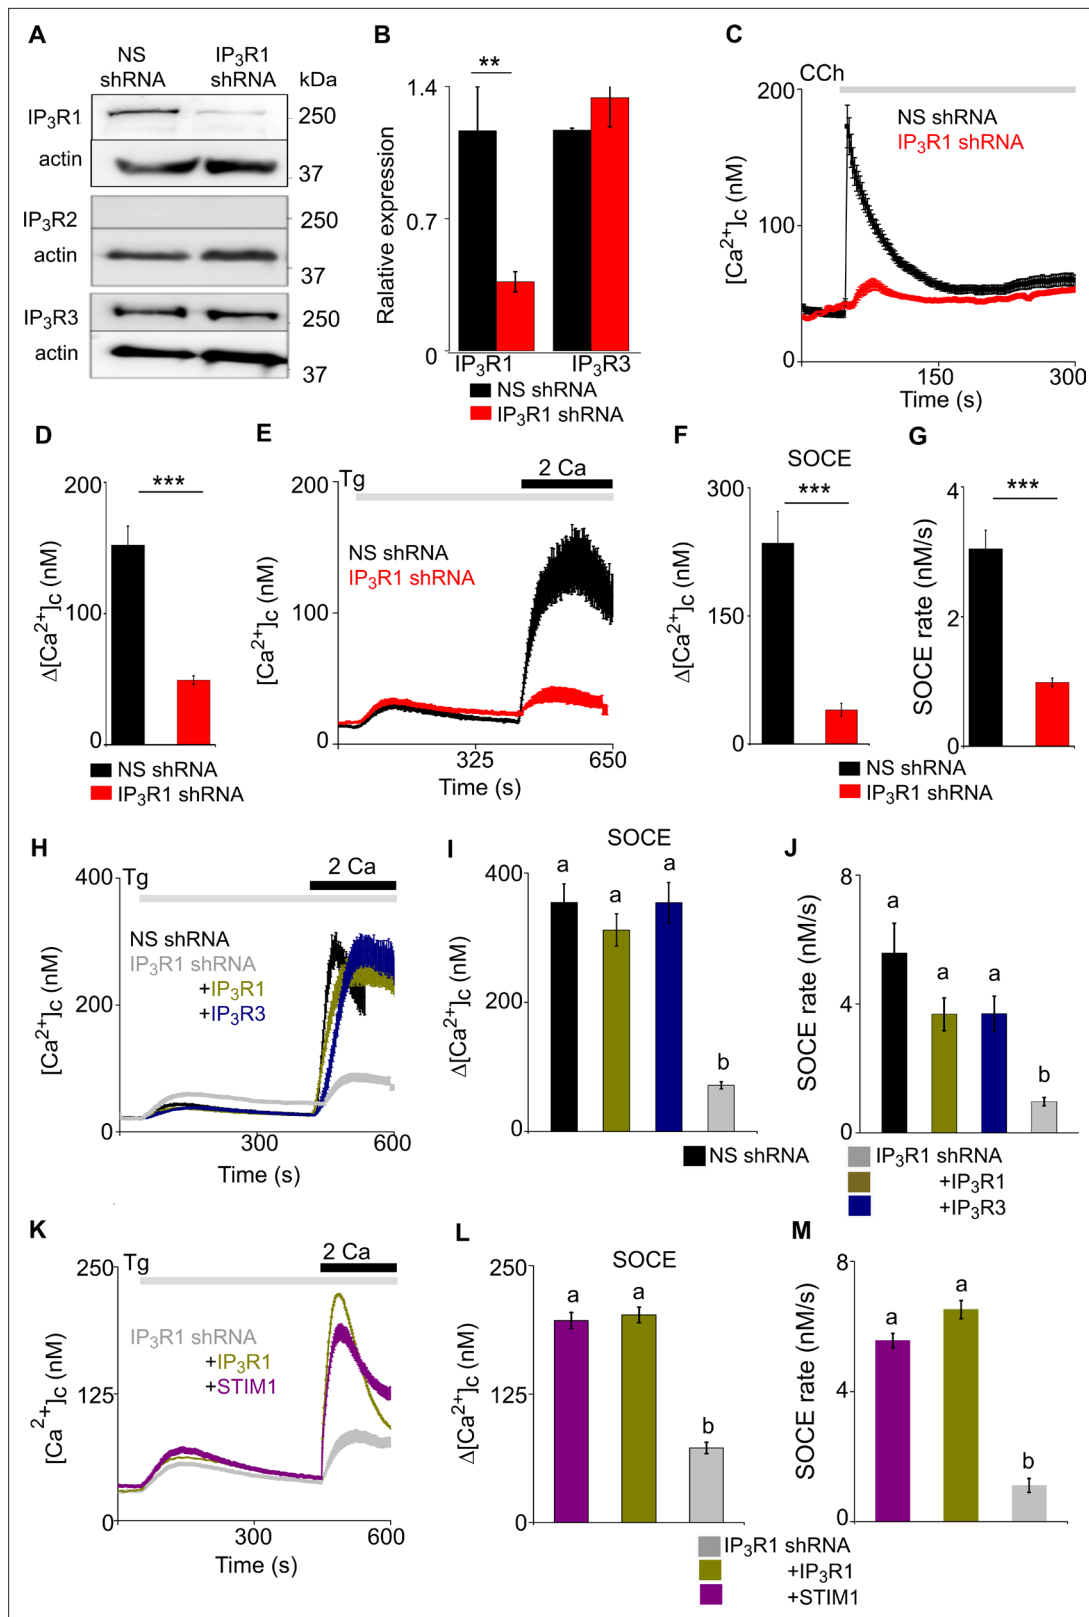 A
NS
shRNA
IP3R1
shRNA
kDa
IP3R1
250
actin
37
IP3R2
250
actin
37
IP3R3
250
actin
37
B
**
1.4
0.7
0
Ralative expression
IP3R1
IP3R3
NS shRNA
IP3R1 shRNA
C
CCh
200
100
0
[Ca2+]C (nM)
NS shRNA
IP3R1 shRNA
150
300
Time (s)
D
200
100
0
Δ[Ca2+]C (nM)
***
NS shRNA
IP3R1 shRNA
E
Tg
2 Ca
200
100
0
[Ca2+]C (nM)
NS shRNA
IP3R1 shRNA
325
650
Time (s)
F
SOCE
300
150
0
Δ[Ca2+]C (nM)
***
G
4
2
0
SOCE rate (nM/s)
***
NS shRNA
IP3R1 shRNA
H
Tg
2 Ca
400
200
0
[Ca2+]C (nM)
NS shRNA
IP3R1 shRNA
+IP3R1
+IP3R3
300
600
Time (s)
I
SOCE
400
200
0
Δ[Ca2+]C (nM)
a
a
a
b
NS shRNA
J
8
4
0
SOCE rate (nM/s)
a
a
a
b
IP3R1 shRNA
+IP3R1
+IP3R3
K
Tg
2 Ca
250
125
0
[Ca2+]C (nM)
IP3R1 shRNA
+IP3R1
+STIM1
300
600
Time (s)
L
SOCE
250
125
0
Δ[Ca2+]C (nM)
a
a
b
M
8
4
0
SOCE rate (nM/s)
a
a
b
IP3R1 shRNA
+IP3R1
+STIM1